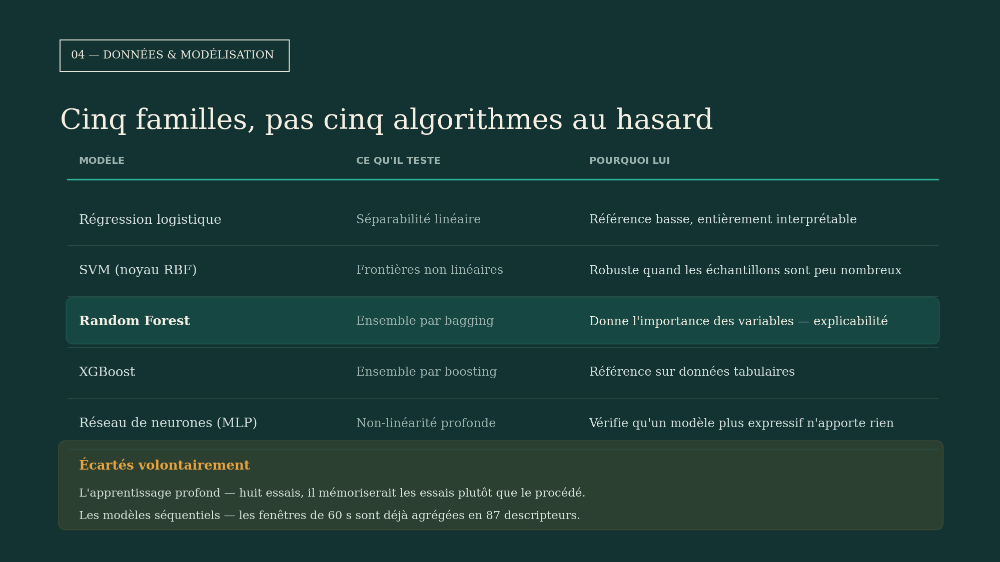 04 — DONNÉES & MODÉLISATION
Cinq familles, pas cinq algorithmes au hasard
MODÈLE CE QU'IL TESTE POURQUOI LUI
Régression logistique Séparabilité linéaire Référence basse, entièrement interprétable
SVM (noyau RBF) Frontières non linéaires Robuste quand les échantillons sont peu nombreux
Random Forest Ensemble par bagging Donne l'importance des variables — explicabilité
XGBoost Ensemble par boosting Référence sur données tabulaires
Réseau de neurones (MLP) Non-linéarité profonde Vérifie qu'un modèle plus expressif n'apporte rien
Écartés volontairement
L'apprentissage profond — huit essais, il mémoriserait les essais plutôt que le procédé.
Les modèles séquentiels — les fenêtres de 60 s sont déjà agrégées en 87 descripteurs.